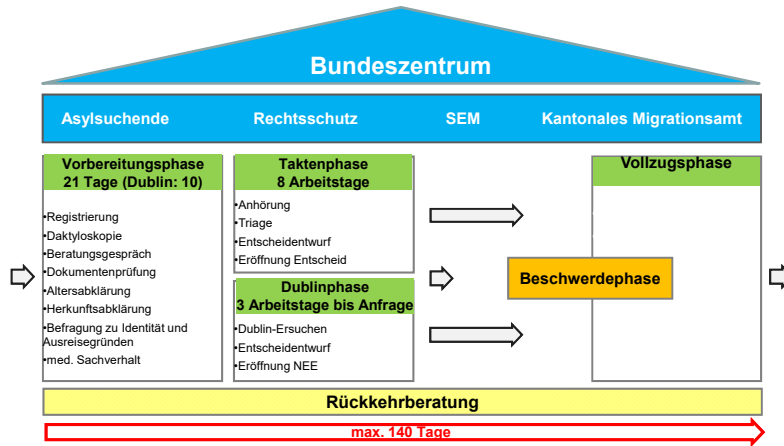 Bundeszentrum
Asylsuchende Rechtsschutz SEM Kantonales Migrationsamt
Vorbereitungsphase
21 Tage (Dublin: 10)
•Registrierung
•Daktyloskopie
•Beratungsgespräch
•Dokumentenprüfung
•Altersabklärung
•Herkunftsabklärung
•Befragung zu Identität und
Ausreisegründen
•med. Sachverhalt
Taktenphase
8 Arbeitstage
•Anhörung
•Triage
•Entscheidentwurf
•Eröffnung Entscheid
Dublinphase
3 Arbeitstage bis Anfrage
•Dublin-Ersuchen
•Entscheidentwurf
•Eröffnung NEE
Vollzugsphase
Beschwerdephase
Rückkehrberatung
max. 140 Tage